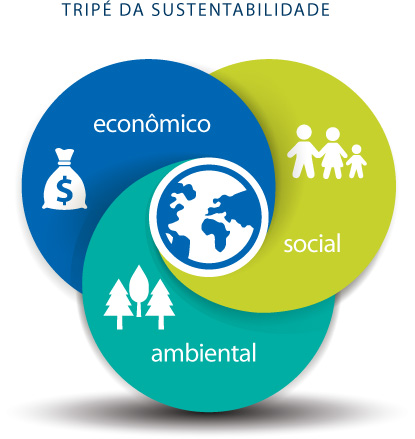 TRIPÉ DA SUSTENTABILIDADE
econômico
$
social
ambiental